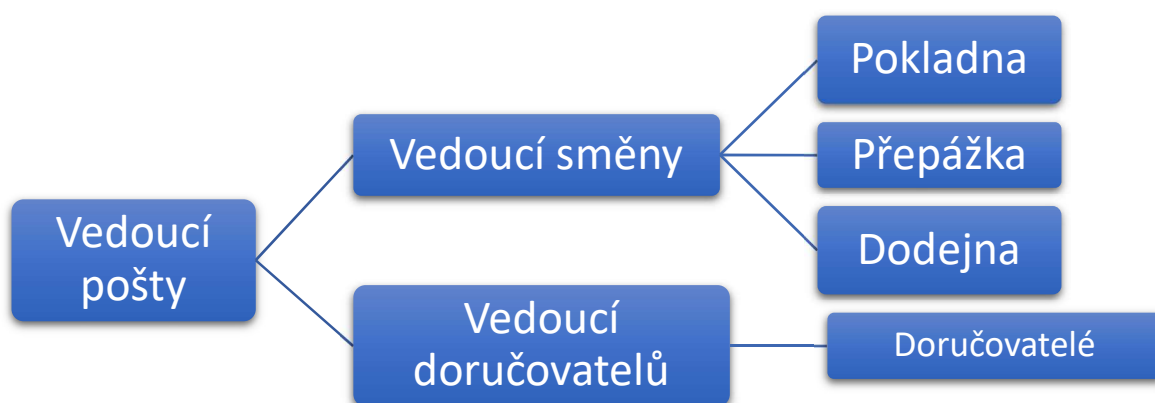 Vedoucí
pošty
Vedoucí směny
Pokladna
Přepážka
Dodejna
Vedoucí
doručovatelů
Doručovatelé